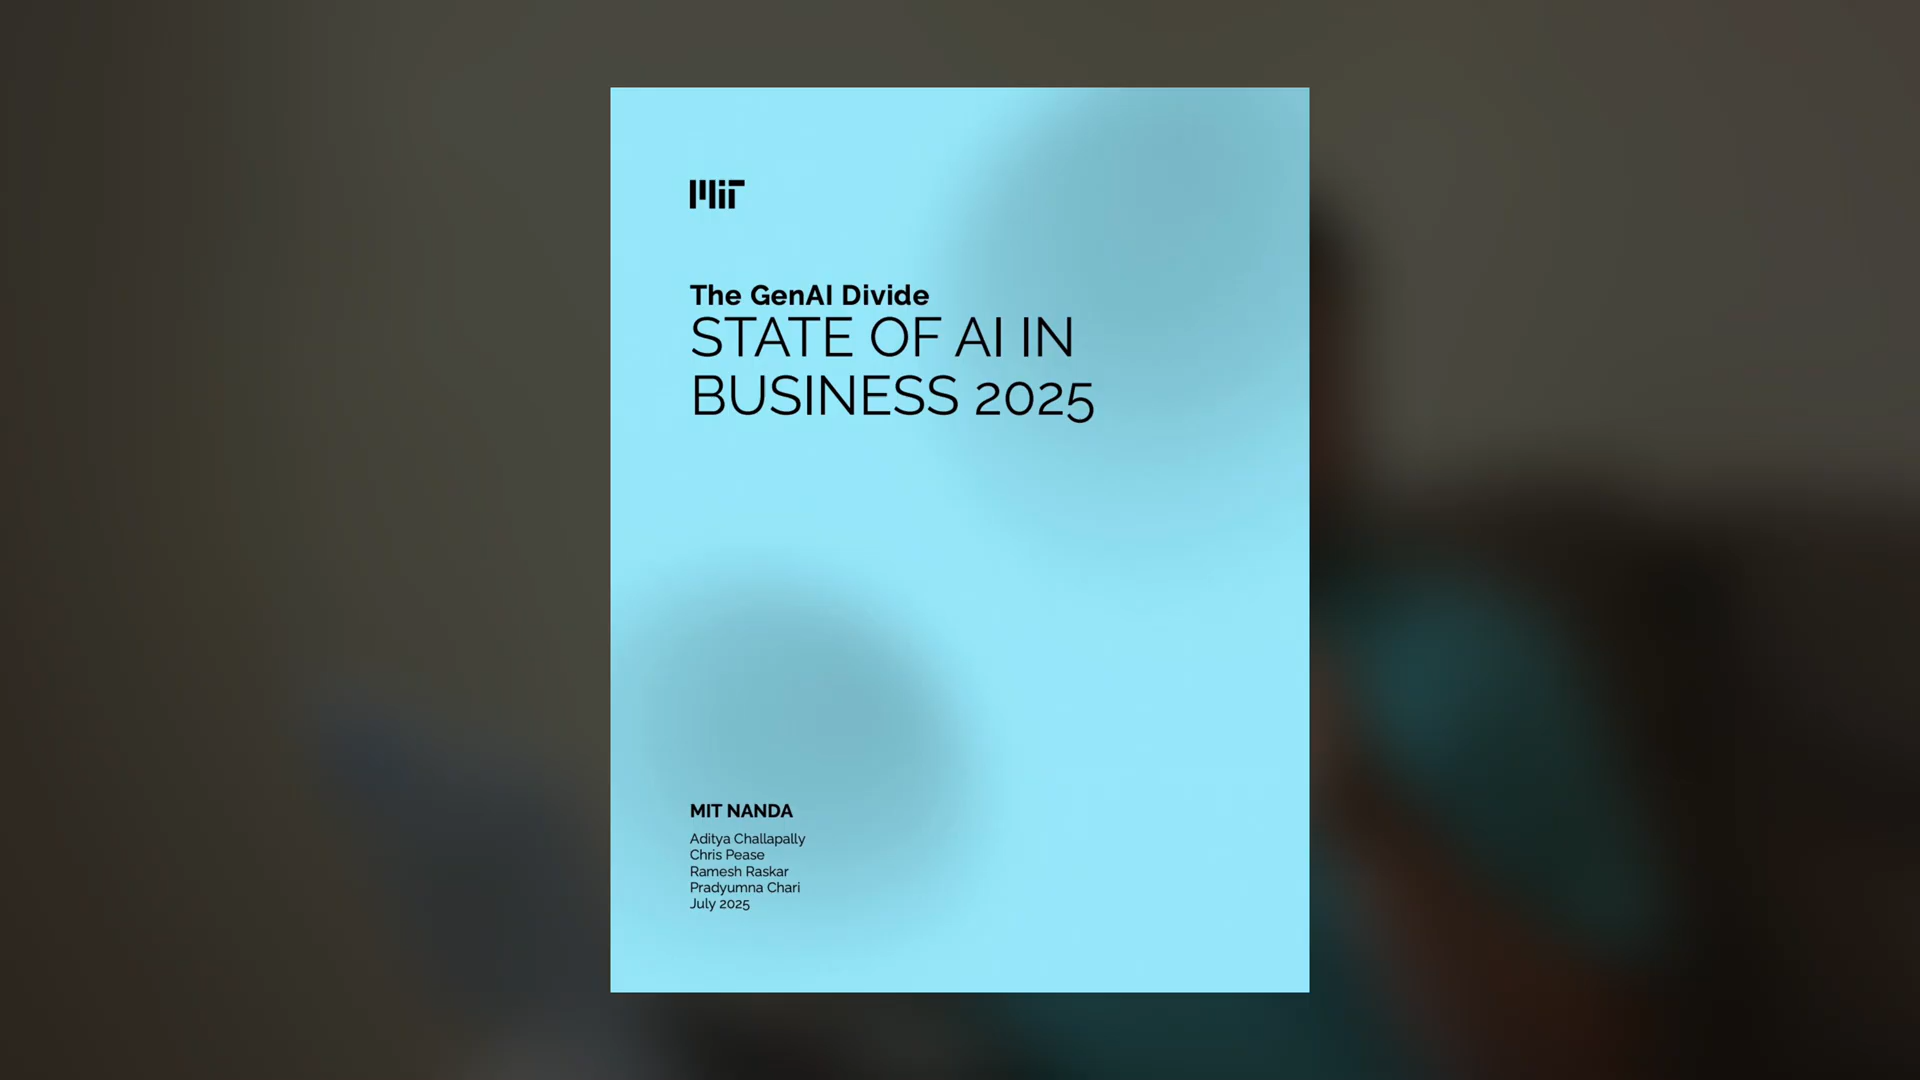 MIT
The GenAI Divide
STATE OF AI IN
BUSINESS 2025
MIT NANDA
Aditya Challapally
Chris Pease
Ramesh Raskar
Pradyumna Chari
July 2025